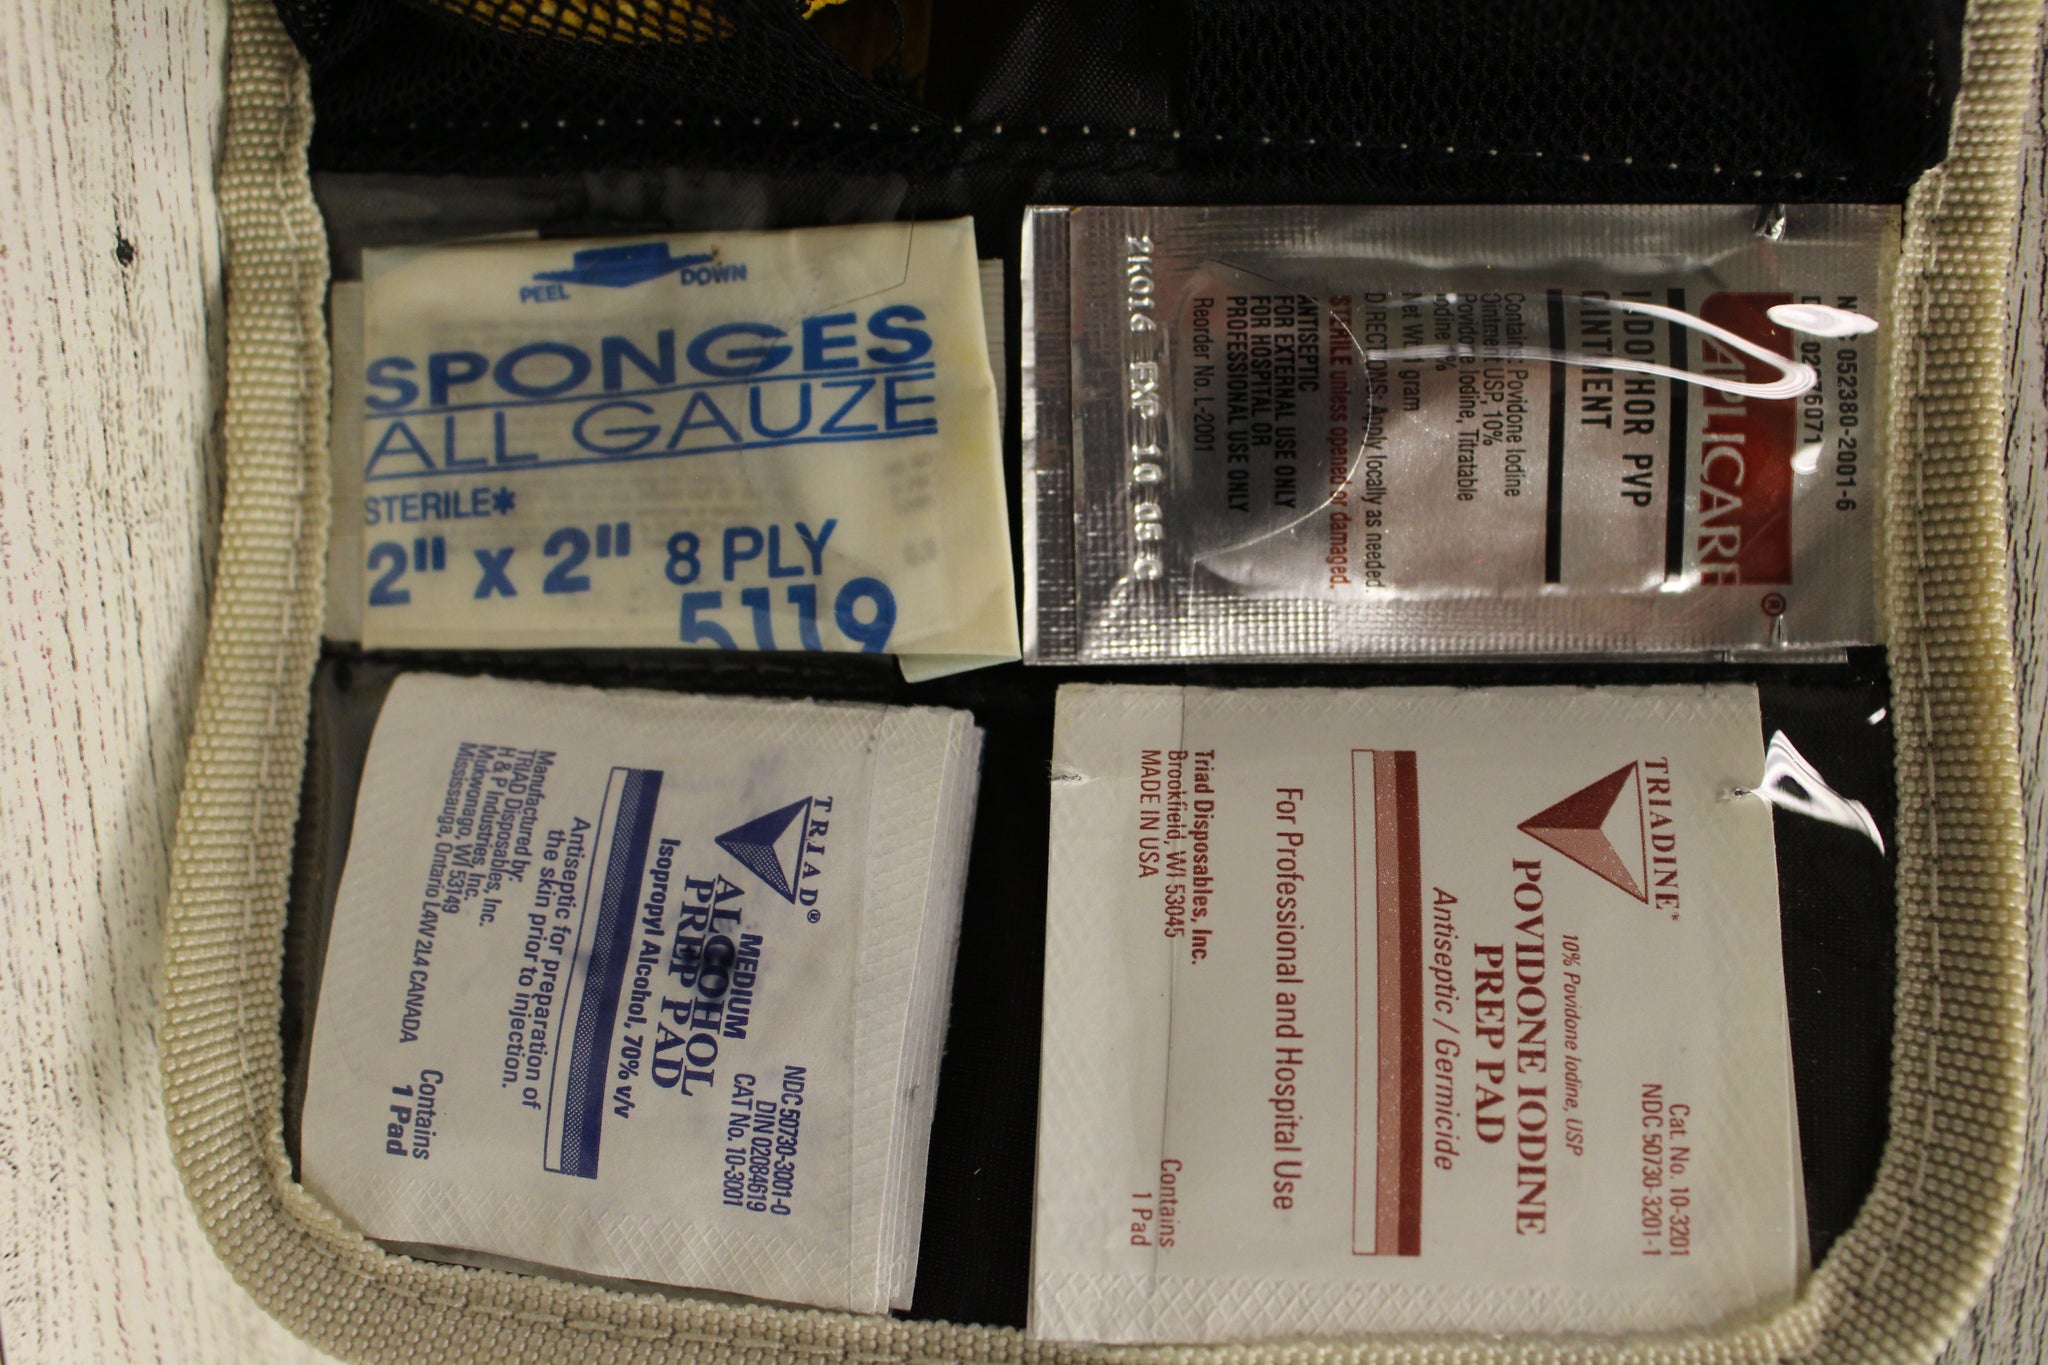 PEEL DOWN
SPONGES
ALL GAUZE
STERILE*
2" x 2" 8 PLY
5119
052380-2001-6
APLICARE®
IODOPHOR PVP
OINTMENT
Contains Povidone Iodine
Ointment USP, 10%
Povidone Iodine, Titratable
Iodine 1%
Net Wt. 1 gram
DIRECTIONS: Apply locally as needed
STERILE unless opened or damaged.
ANTISEPTIC
FOR EXTERNAL USE ONLY
FOR HOSPITAL OR
PROFESSIONAL USE ONLY
Reorder No. L-2001
2K016 EXP 10 05
TRIAD®
NDC 50730-3001-0
DIN 02084619
CAT No. 10-3001
MEDIUM
ALCOHOL
PREP PAD
Isopropyl Alcohol, 70% v/v
Antiseptic for preparation of
the skin prior to injection.
Manufactured by:
TRIAD Disposables, Inc.
H & P Industries, Inc.
Mukwonago, WI 53149
Mississauga, Ontario L4W 2L4 CANADA
Contains
1 Pad
TRIADINE®
Cat. No. 10-3201
NDC 50730-3201-1
10% Povidone Iodine, USP
POVIDONE IODINE
PREP PAD
Antiseptic / Germicide
For Professional and Hospital Use
Triad Disposables, Inc.
Brookfield, WI 53045
MADE IN USA
Contains
1 Pad